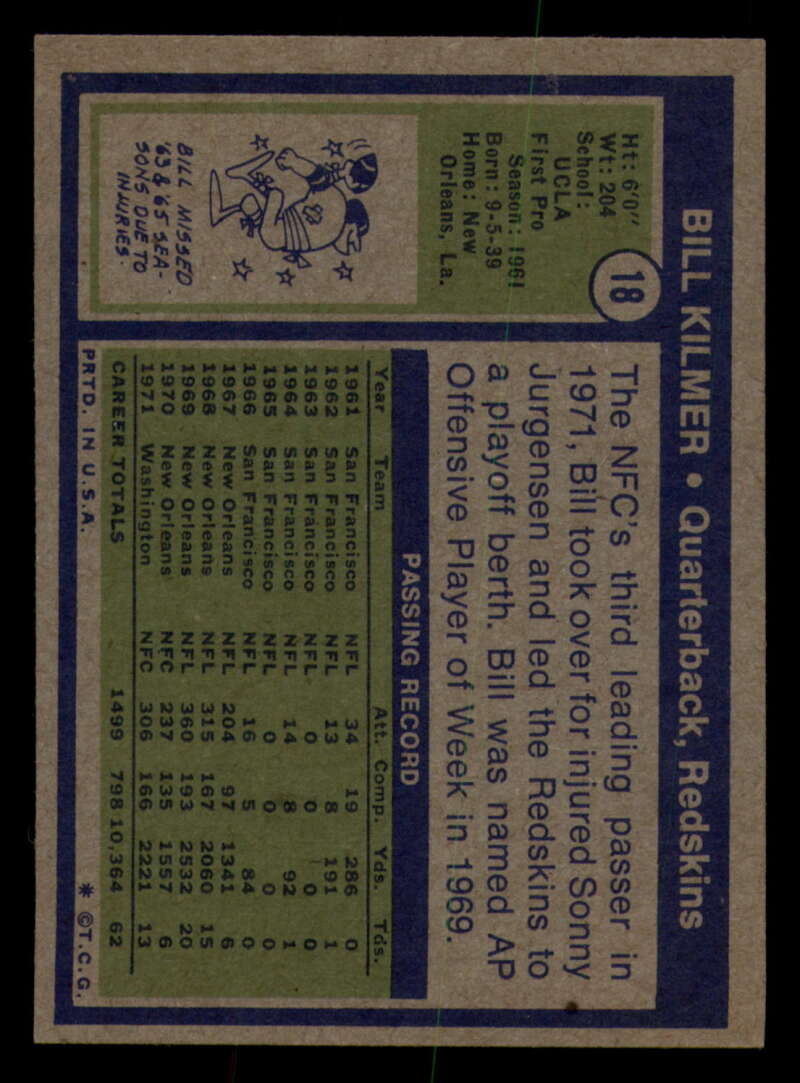 BILL KILMER • Quarterback, Redskins
18
Ht: 6'0"
Wt: 204
School:
UCLA
First Pro
Season: 1961
Born: 9-5-39
Home: New
Orleans, La.
BILL MISSED
'63 & '65 SEA-
SONS DUE TO
INJURIES.
The NFC's third leading passer in
1971, Bill took over for injured Sonny
Jurgensen and led the Redskins to
a playoff berth. Bill was named AP
Offensive Player of Week in 1969.
PASSING RECORD
Year Team Att. Comp. Yds. Tds.
1961 San Francisco NFL 34 19 286 0
1962 San Francisco NFL 13 8 191 1
1963 San Francisco NFL 0 0 0 0
1964 San Francisco NFL 14 8 92 1
1965 San Francisco NFL 0 0 0 0
1966 San Francisco NFL 16 5 84 0
1967 New Orleans NFL 204 97 1341 6
1968 New Orleans NFL 315 167 2060 15
1969 New Orleans NFL 360 193 2532 20
1970 New Orleans NFC 237 135 1557 6
1971 Washington NFC 306 166 2221 13
CAREER TOTALS 1499 798 10,364 62
PRTD. IN U.S.A. * ©T.C.G.